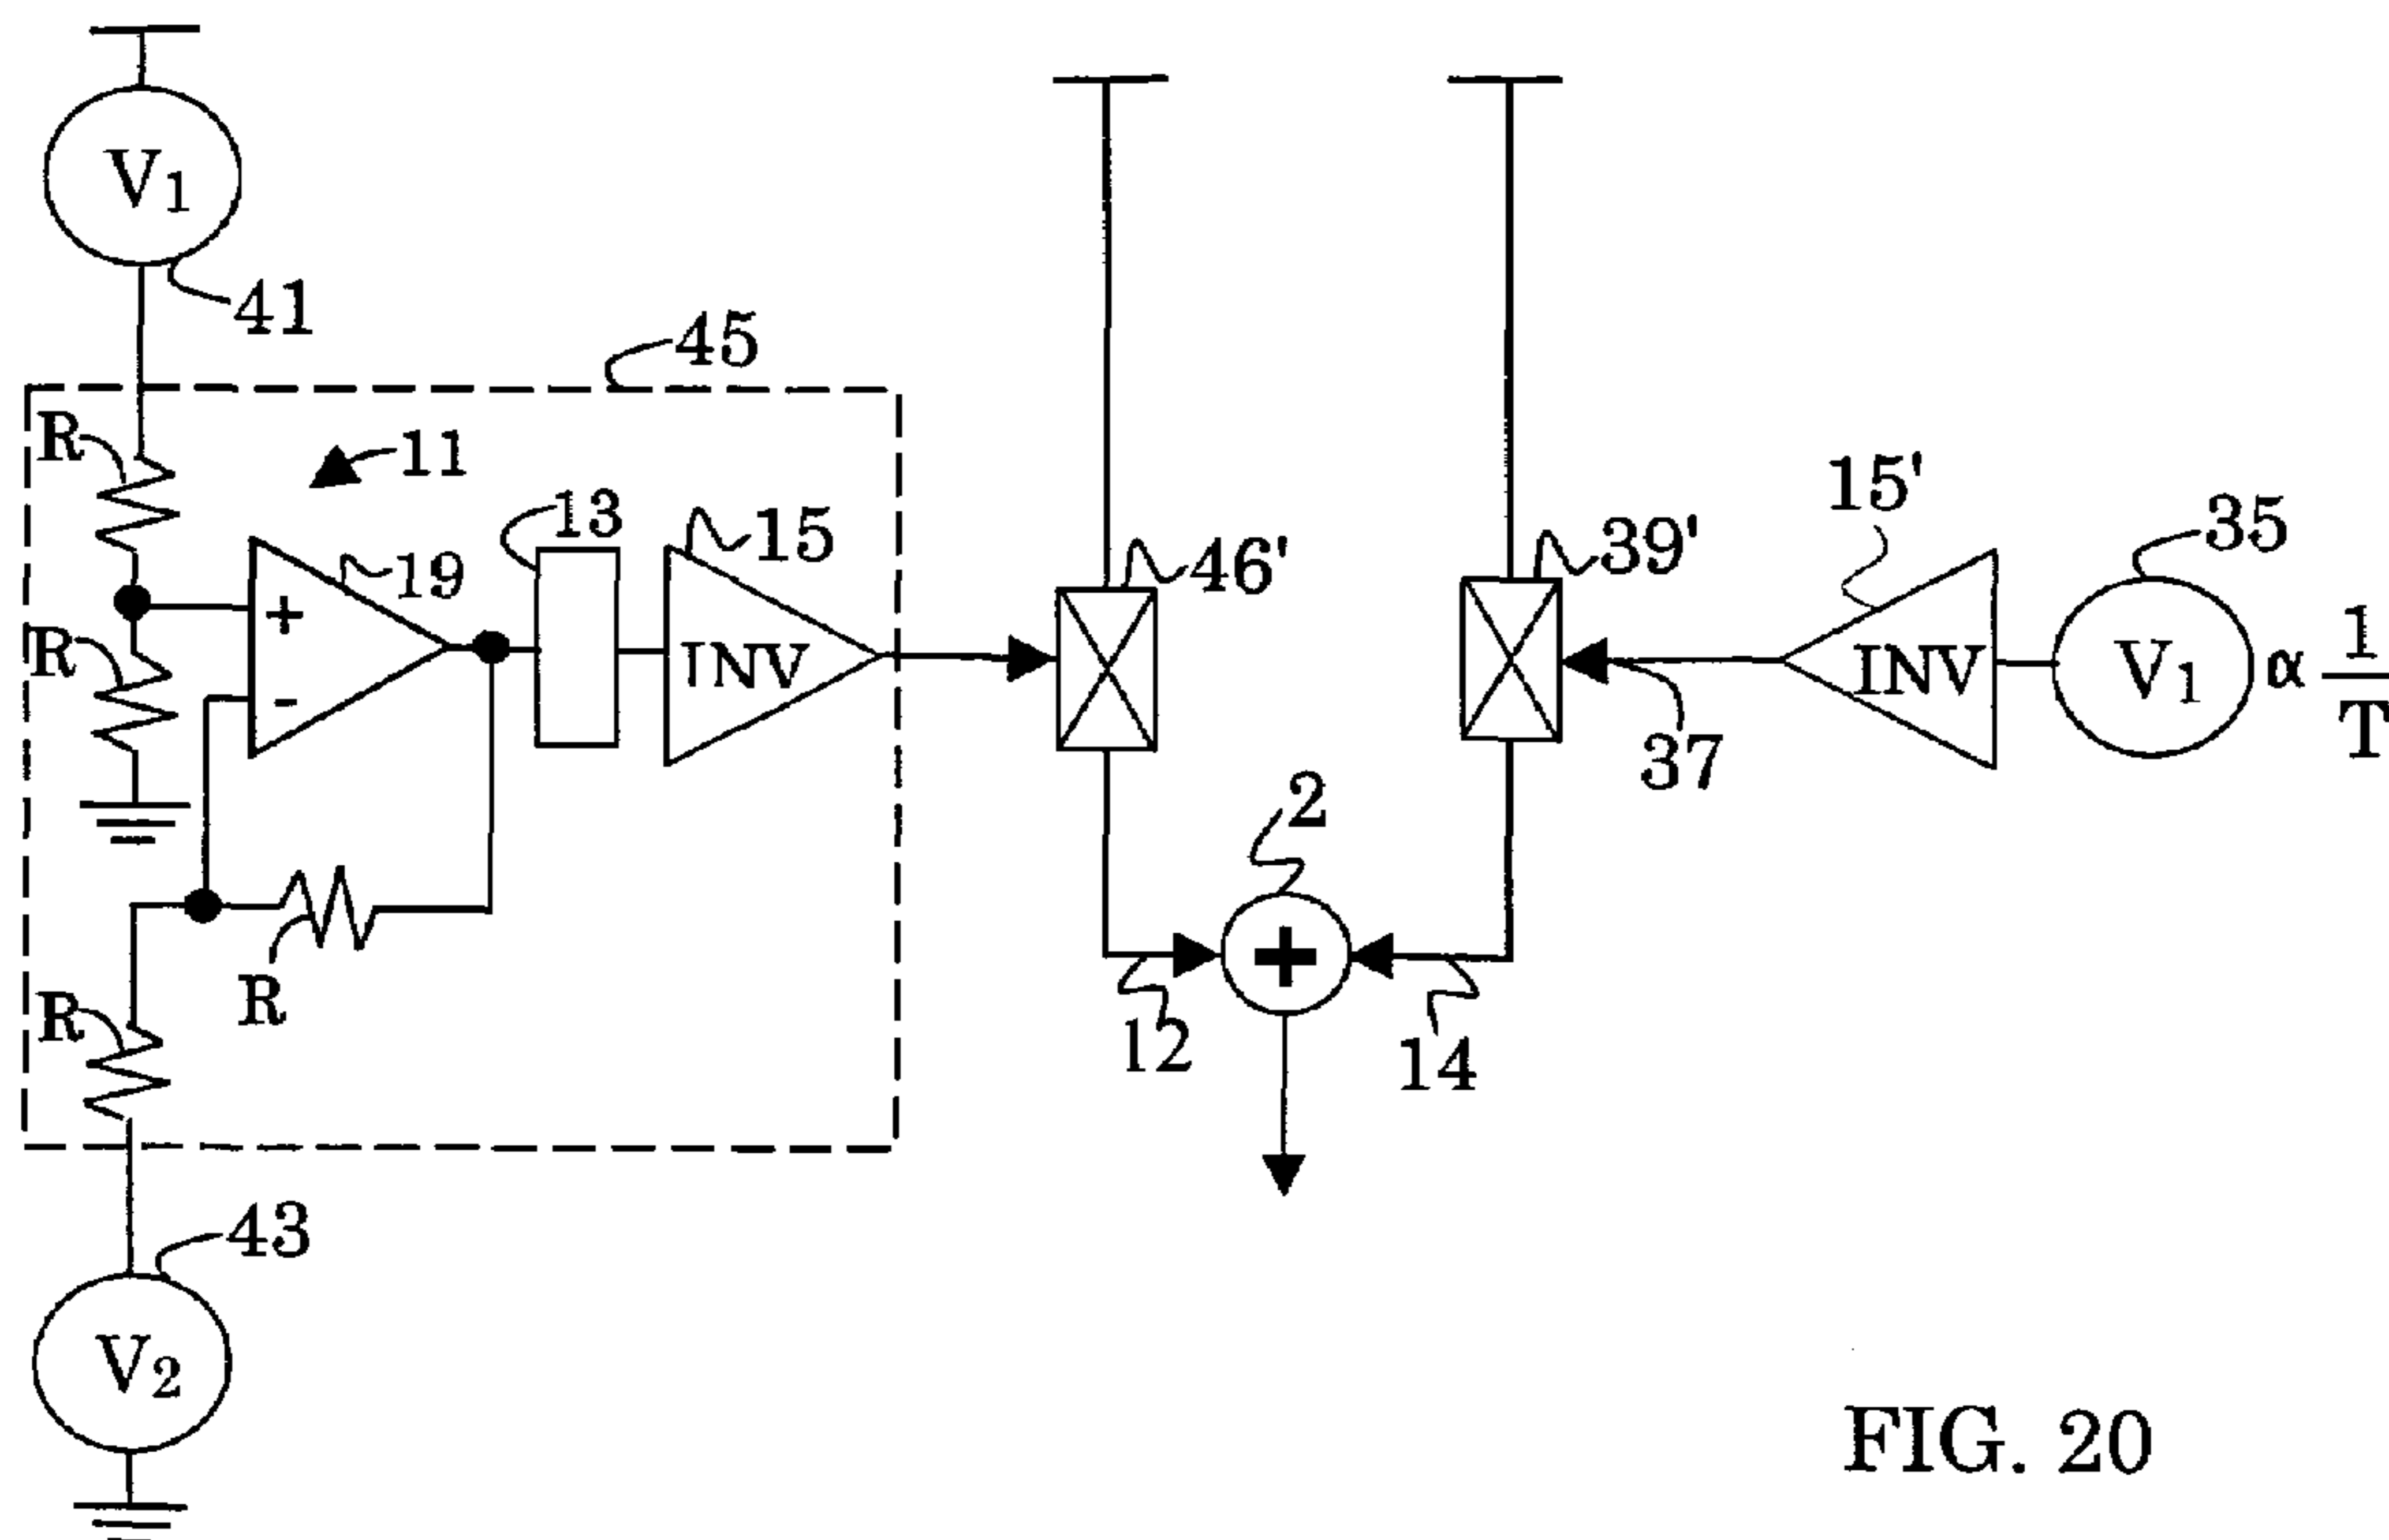 V1
41
45
R
11
13
15
19
+
-
INV
R
R
R
43
V2
46'
39'
15'
35
INV
V1 α 1/T
37
2
+
12
14
FIG. 20